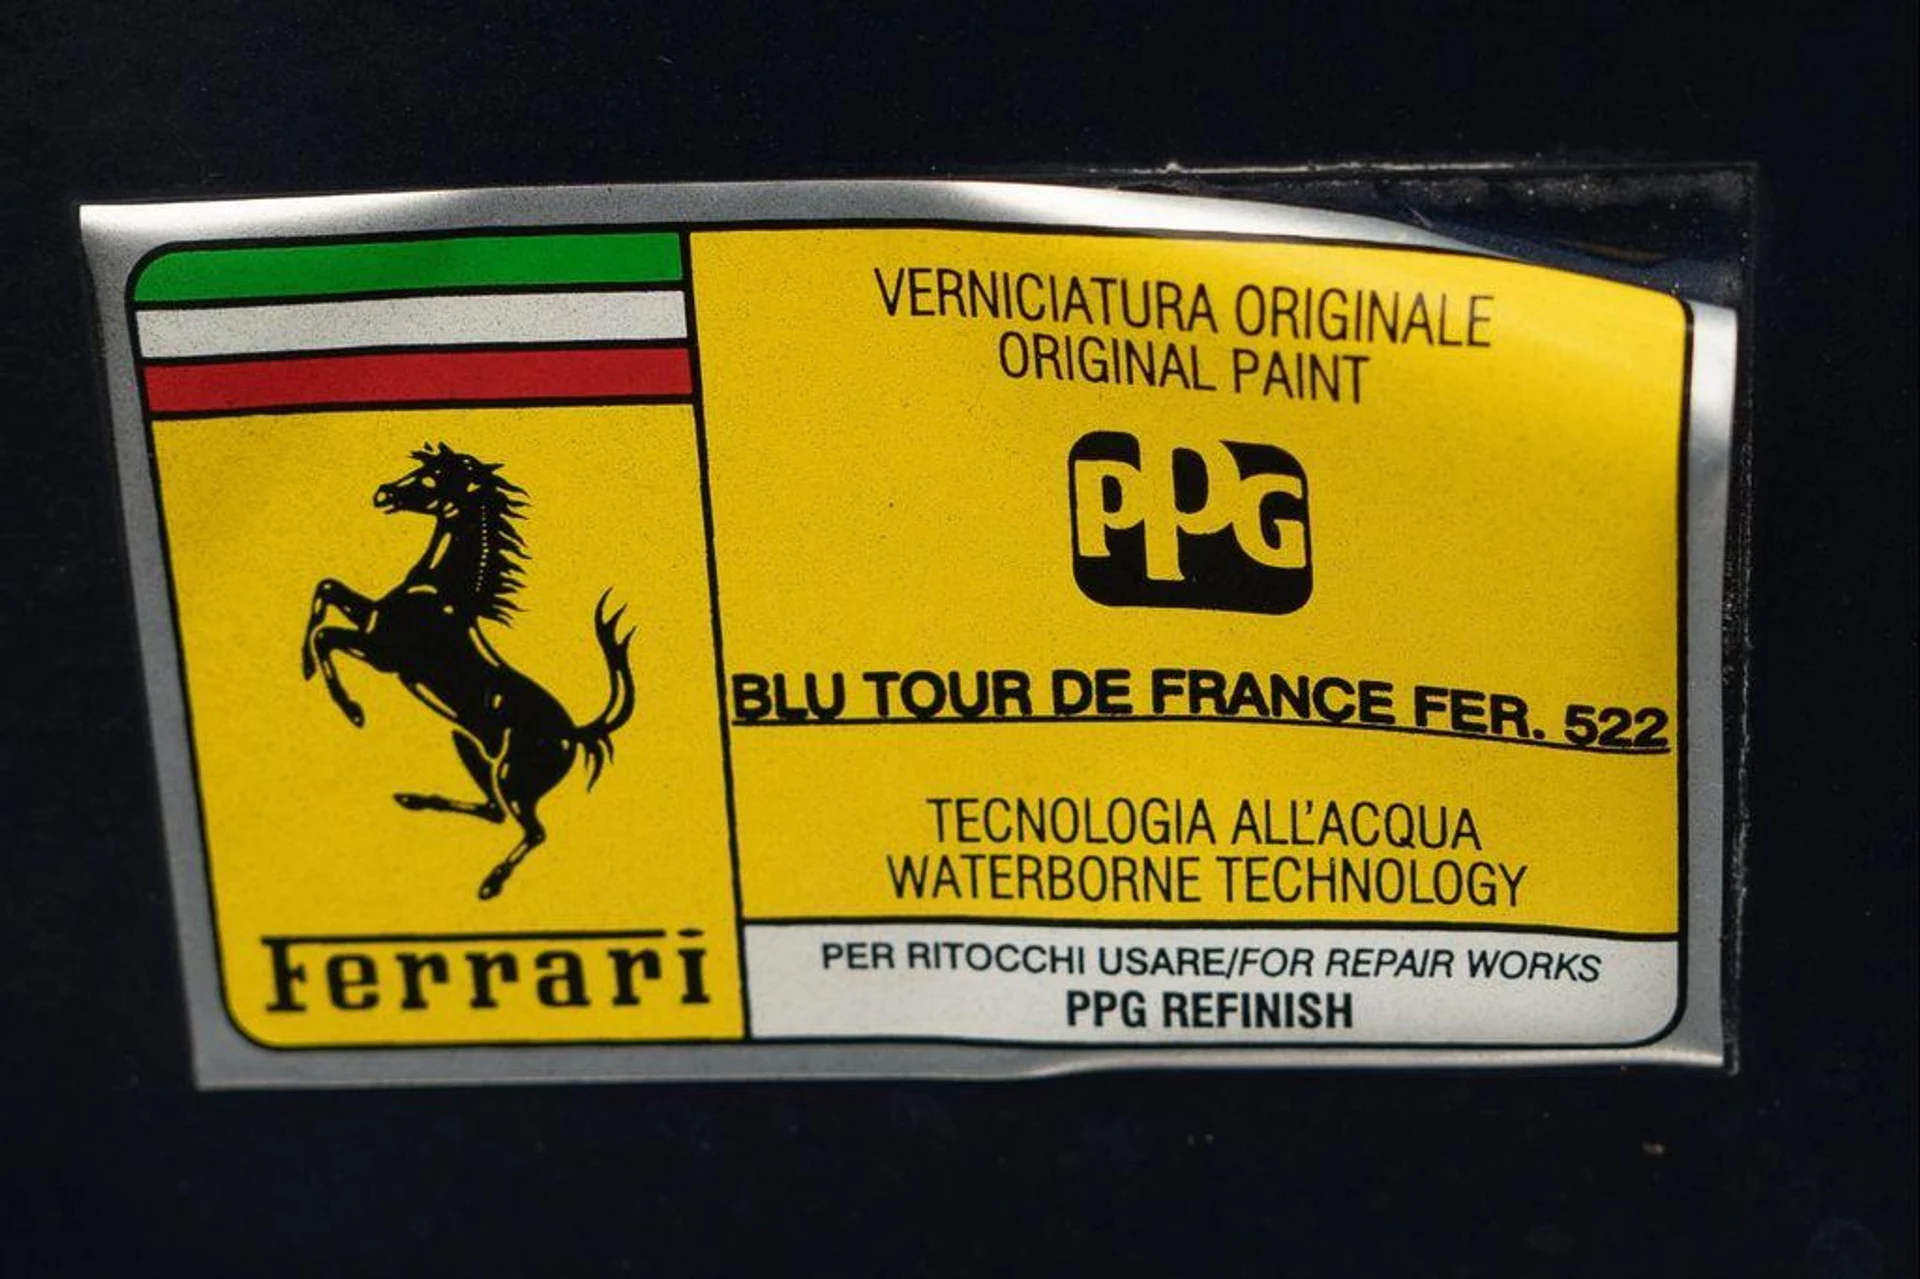 Ferrari
VERNICIATURA ORIGINALE
ORIGINAL PAINT
PPG
BLU TOUR DE FRANCE FER. 522
TECNOLOGIA ALL'ACQUA
WATERBORNE TECHNOLOGY
PER RITOCCHI USARE/FOR REPAIR WORKS
PPG REFINISH